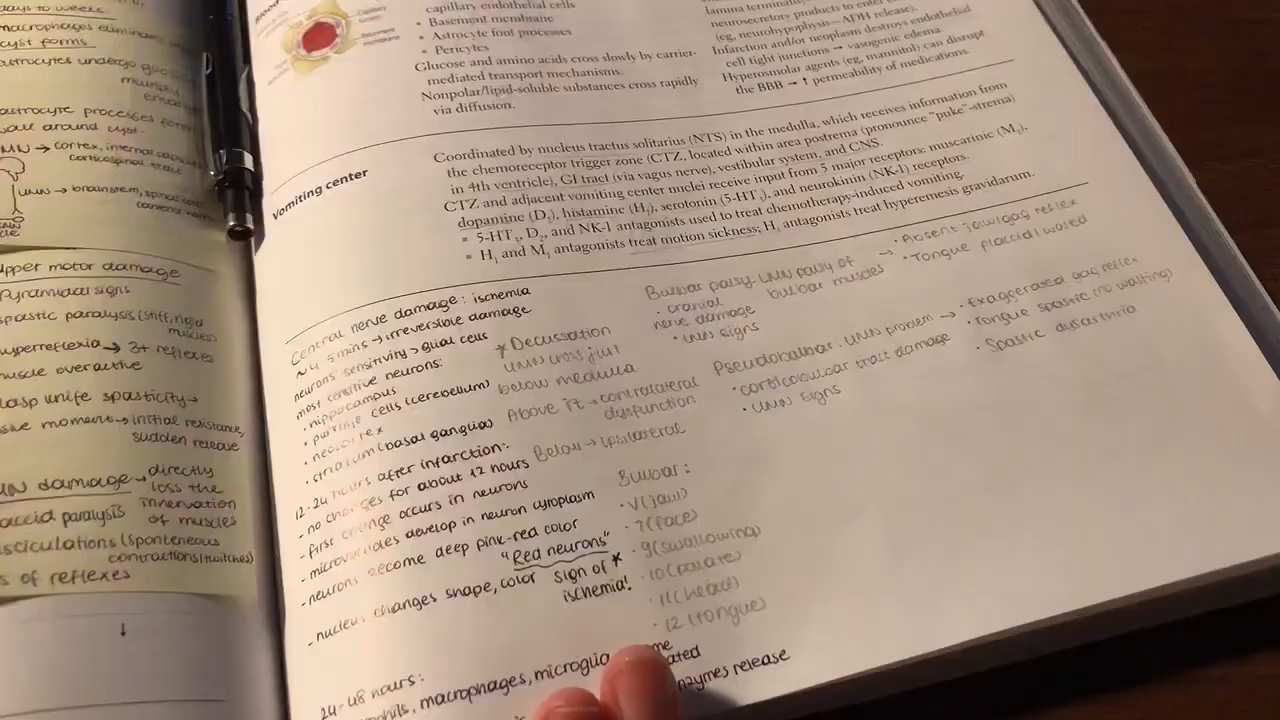 days to weeks
macrophages eliminate
cyst forms
astrocytes undergo
multiply
astrocyte processes form
wall around cyst.
cortex, internal
corticospinal tract
UMN → brainstem, spinal
upper motor damage
Pyramidal signs
spastic paralysis (stiff, rigid
muscles)
hyperreflexia → 3+ reflexes
muscle overactive
clasp knife spasticity →
moment → initial resistance,
sudden release
damage → directly
loss the
innervation
of muscles
flaccid paralysis
(spontenous
contractions/twitches)
of reflexes
↓
Blood
Basement
membrane
capillary endothelial cells
▪ Basement membrane
▪ Astrocyte foot processes
▪ Pericytes
Glucose and amino acids cross slowly by carrier-
mediated transport mechanisms.
Nonpolar/lipid-soluble substances cross rapidly
via diffusion.
lamina terminalis
neurosecretory products to enter
(eg, neurohypophysis—ADH release).
Infarction and/or neoplasm destroys endothelial
cell tight junctions → vasogenic edema.
Hyperosmolar agents (eg, mannitol) can disrupt
the BBB → ↑ permeability of medications.
Vomiting center
Coordinated by nucleus tractus solitarius (NTS) in the medulla, which receives information from
the chemoreceptor trigger zone (CTZ, located within area postrema (pronounce "puke"-strema)
in 4th ventricle), GI tract (via vagus nerve), vestibular system, and CNS.
CTZ and adjacent vomiting center nuclei receive input from 5 major receptors: muscarinic (M₁),
dopamine (D₂), histamine (H₁), serotonin (5-HT₃), and neurokinin (NK-1) receptors.
▪ 5-HT₃, D₂, and NK-1 antagonists used to treat chemotherapy-induced vomiting.
▪ H₁ and M₁ antagonists treat motion sickness; H₁ antagonists treat hyperemesis gravidarum.
Central nerve damage: ischemia
~4-5 mins → irreversible damage
neurons' sensitivity > glial cells
most sensitive neurons:
• hippocampus
• purkinje cells (cerebellum)
• neocortex
• striatum (basal ganglia)
12-24 hours after infarction:
- no changes for about 12 hours
- first change occurs in neurons
- microvacuoles develop in neuron cytoplasm
- neurons become deep pink-red color
"Red neurons"
- nuclei changes shape, color
sign of *
ischemia!
24-48 hours:
macrophages, microglia
enzymes release
* Decussation
UMN cross just
below medulla
Above it → contralateral
dysfunction
Below → ipsilateral
Bulbar palsy: LMN palsy of
bulbar muscles →
• cranial
nerve damage
• LMN signs
• Absent jaw/gag reflex
• Tongue flaccid/wasted
Pseudobulbar: UMN problem →
• corticobulbar tract damage
• UMN signs
• Exaggerated gag reflex
• Tongue spastic (no wasting)
• Spastic dysarthria
Bulbar:
• V (jaw)
• 7 (face)
• 9 (swallowing)
• 10 (palate)
• 11 (head)
• 12 (tongue)